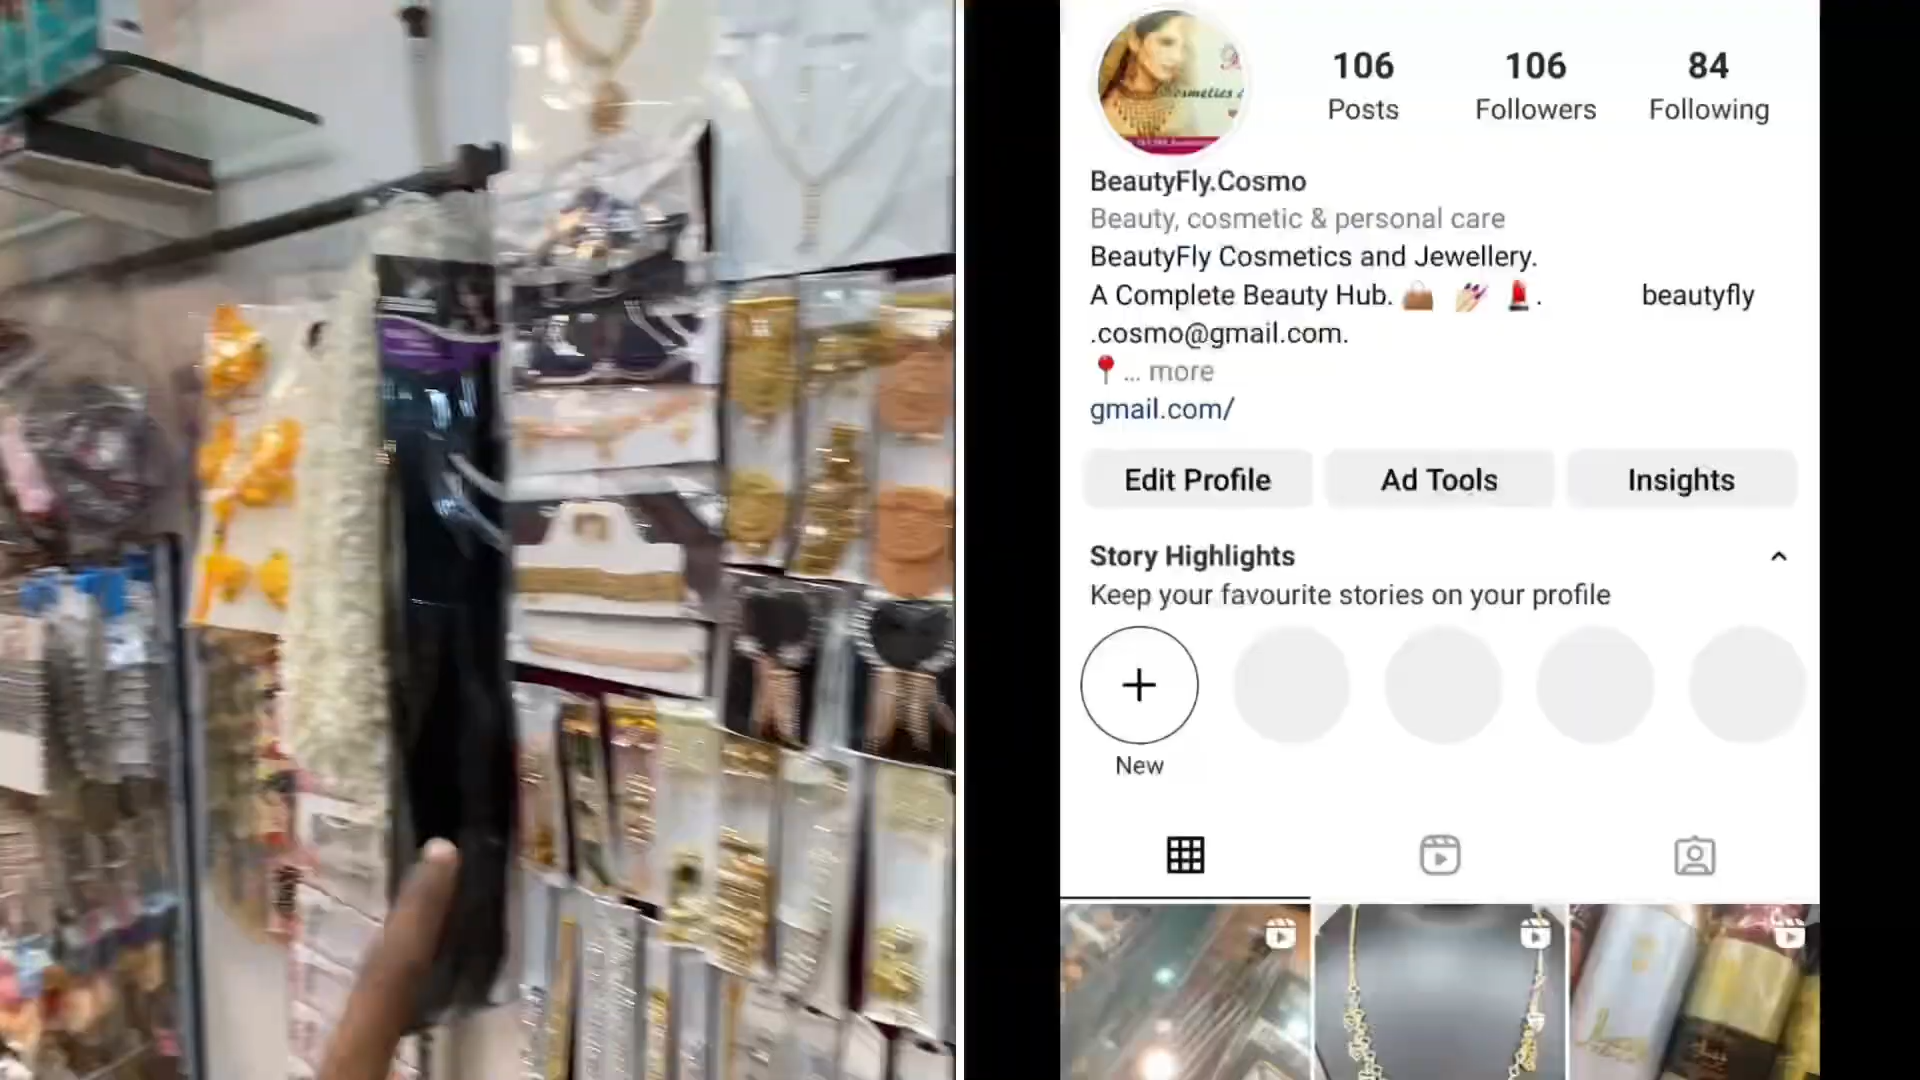 106
Posts
106
Followers
84
Following
BeautyFly.Cosmo
Beauty, cosmetic & personal care
BeautyFly Cosmetics and Jewellery.
A Complete Beauty Hub. 👜 💅 💄. beautyfly
.cosmo@gmail.com.
📍 ... more
gmail.com/
Edit Profile
Ad Tools
Insights
Story Highlights
Keep your favourite stories on your profile
New